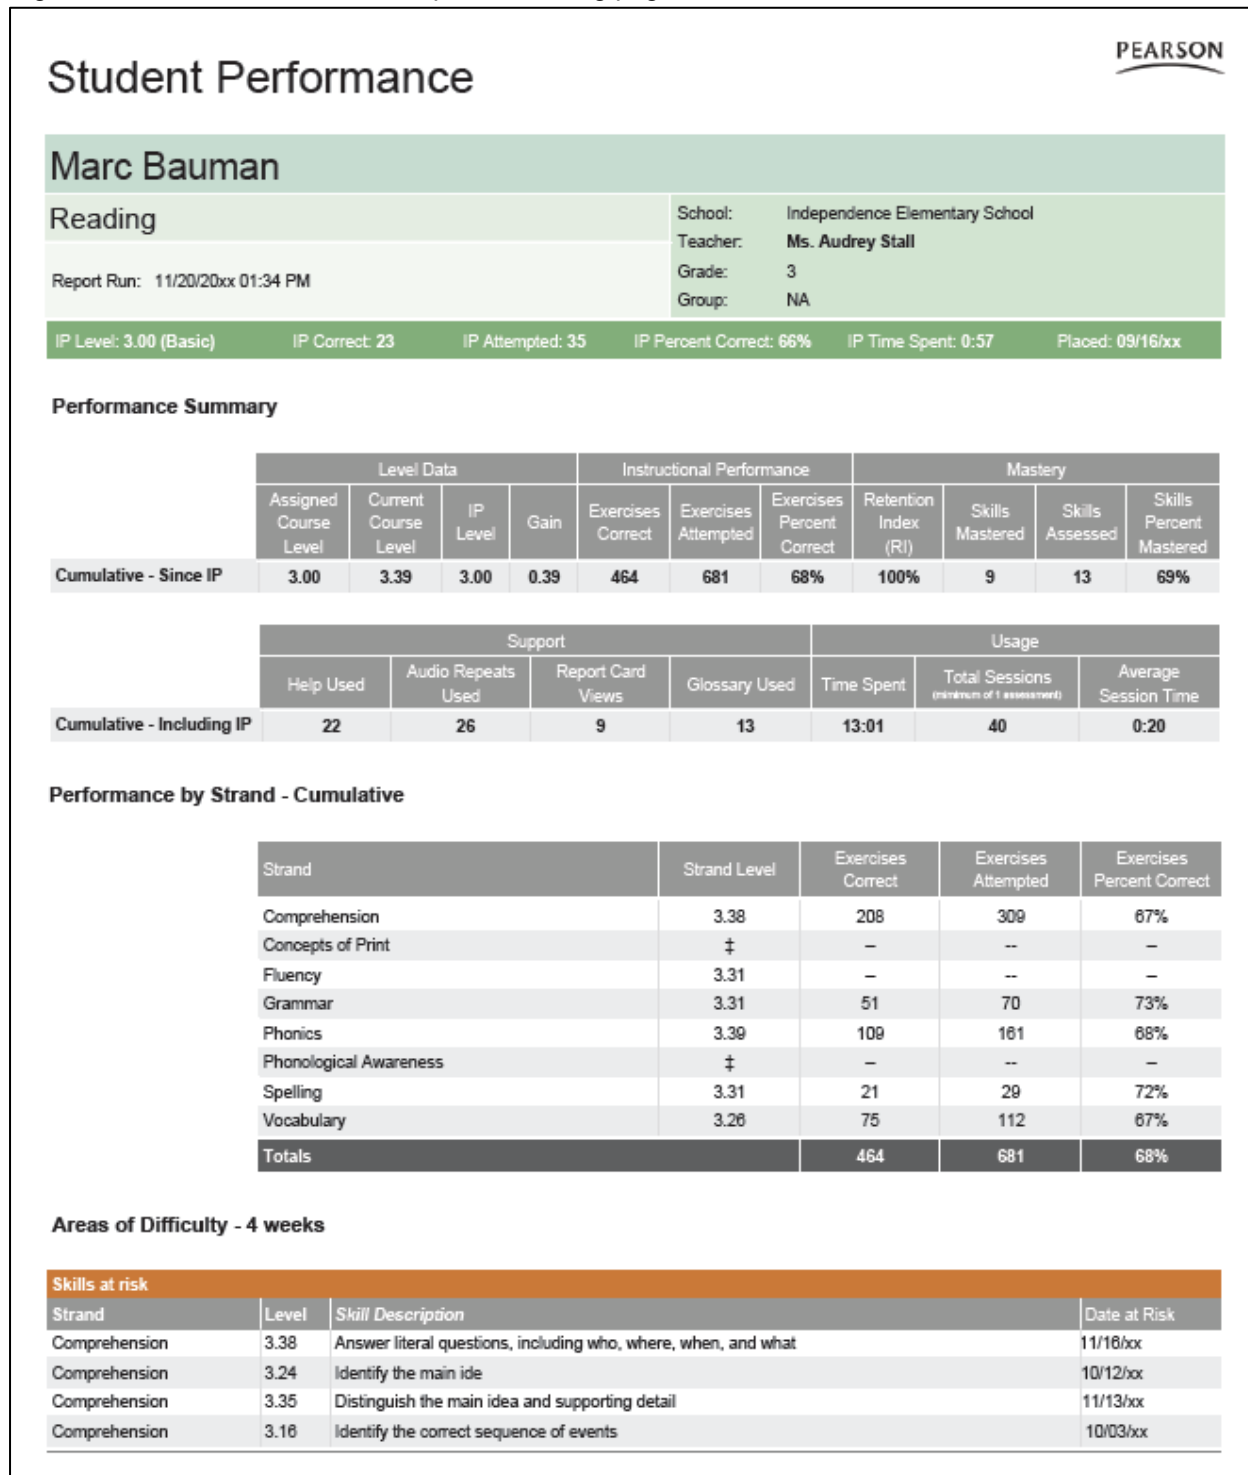 PEARSON
Student Performance
Marc Bauman
Reading
School: Independence Elementary School
Teacher: Ms. Audrey Stall
Report Run: 11/20/20xx 01:34 PM
Grade: 3
Group: NA
IP Level: 3.00 (Basic) IP Correct: 23 IP Attempted: 35 IP Percent Correct: 66% IP Time Spent: 0:57 Placed: 09/16/xx
Performance Summary
Level Data Instructional Performance Mastery
Assigned Course Level Current Course Level IP Level Gain Exercises Correct Exercises Attempted Exercises Percent Correct Retention Index (RI) Skills Mastered Skills Assessed Skills Percent Mastered
Cumulative - Since IP 3.00 3.39 3.00 0.39 464 681 68% 100% 9 13 69%
Support Usage
Help Used Audio Repeats Used Report Card Views Glossary Used Time Spent Total Sessions (minimum of 1 assessment) Average Session Time
Cumulative - Including IP 22 26 9 13 13:01 40 0:20
Performance by Strand - Cumulative
Strand Strand Level Exercises Correct Exercises Attempted Exercises Percent Correct
Comprehension 3.38 208 309 67%
Concepts of Print ‡ – -- –
Fluency 3.31 – -- –
Grammar 3.31 51 70 73%
Phonics 3.39 109 161 68%
Phonological Awareness ‡ – -- –
Spelling 3.31 21 29 72%
Vocabulary 3.26 75 112 67%
Totals 464 681 68%
Areas of Difficulty - 4 weeks
Skills at risk
Strand Level Skill Description Date at Risk
Comprehension 3.38 Answer literal questions, including who, where, when, and what 11/16/xx
Comprehension 3.24 Identify the main ide 10/12/xx
Comprehension 3.35 Distinguish the main idea and supporting detail 11/13/xx
Comprehension 3.16 Identify the correct sequence of events 10/03/xx